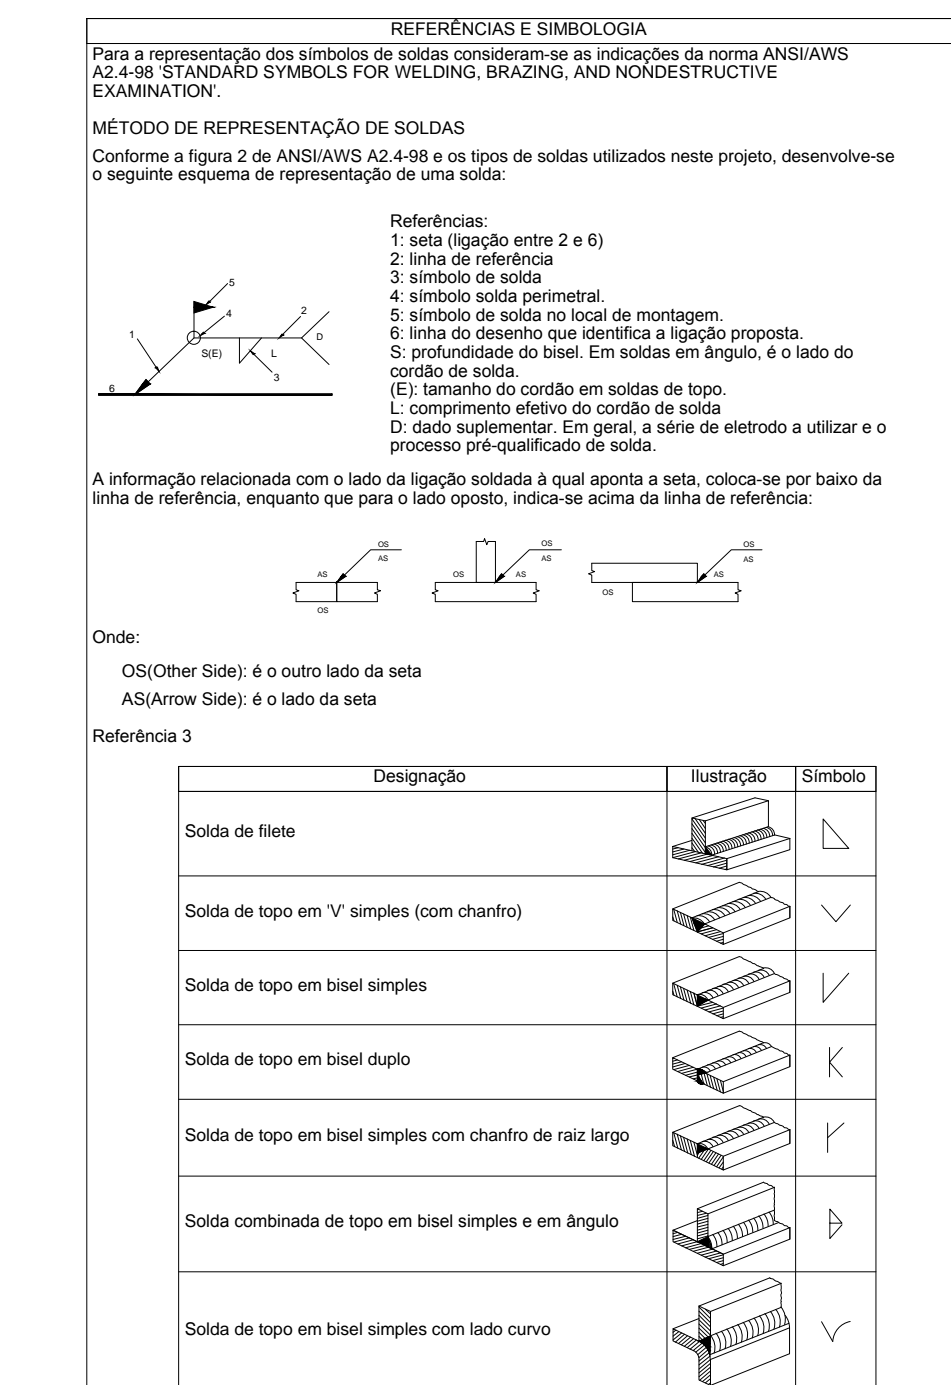 REFERÊNCIAS E SIMBOLOGIA
Para a representação dos símbolos de soldas consideram-se as indicações da norma ANSI/AWS
A2.4-98 'STANDARD SYMBOLS FOR WELDING, BRAZING, AND NONDESTRUCTIVE
EXAMINATION'.
MÉTODO DE REPRESENTAÇÃO DE SOLDAS
Conforme a figura 2 de ANSI/AWS A2.4-98 e os tipos de soldas utilizados neste projeto, desenvolve-se
o seguinte esquema de representação de uma solda:
5
4
2
1
S(E)
L
D
3
6
Referências:
1: seta (ligação entre 2 e 6)
2: linha de referência
3: símbolo de solda
4: símbolo solda perimetral.
5: símbolo de solda no local de montagem.
6: linha do desenho que identifica a ligação proposta.
S: profundidade do bisel. Em soldas em ângulo, é o lado do
cordão de solda.
(E): tamanho do cordão em soldas de topo.
L: comprimento efetivo do cordão de solda
D: dado suplementar. Em geral, a série de eletrodo a utilizar e o
processo pré-qualificado de solda.
A informação relacionada com o lado da ligação soldada à qual aponta a seta, coloca-se por baixo da
linha de referência, enquanto que para o lado oposto, indica-se acima da linha de referência:
OS
AS
AS
OS
OS
AS
OS
AS
OS
AS
AS
OS
Onde:
OS(Other Side): é o outro lado da seta
AS(Arrow Side): é o lado da seta
Referência 3
Designação Ilustração Símbolo
Solda de filete
Solda de topo em 'V' simples (com chanfro)
Solda de topo em bisel simples
Solda de topo em bisel duplo
Solda de topo em bisel simples com chanfro de raiz largo
Solda combinada de topo em bisel simples e em ângulo
Solda de topo em bisel simples com lado curvo